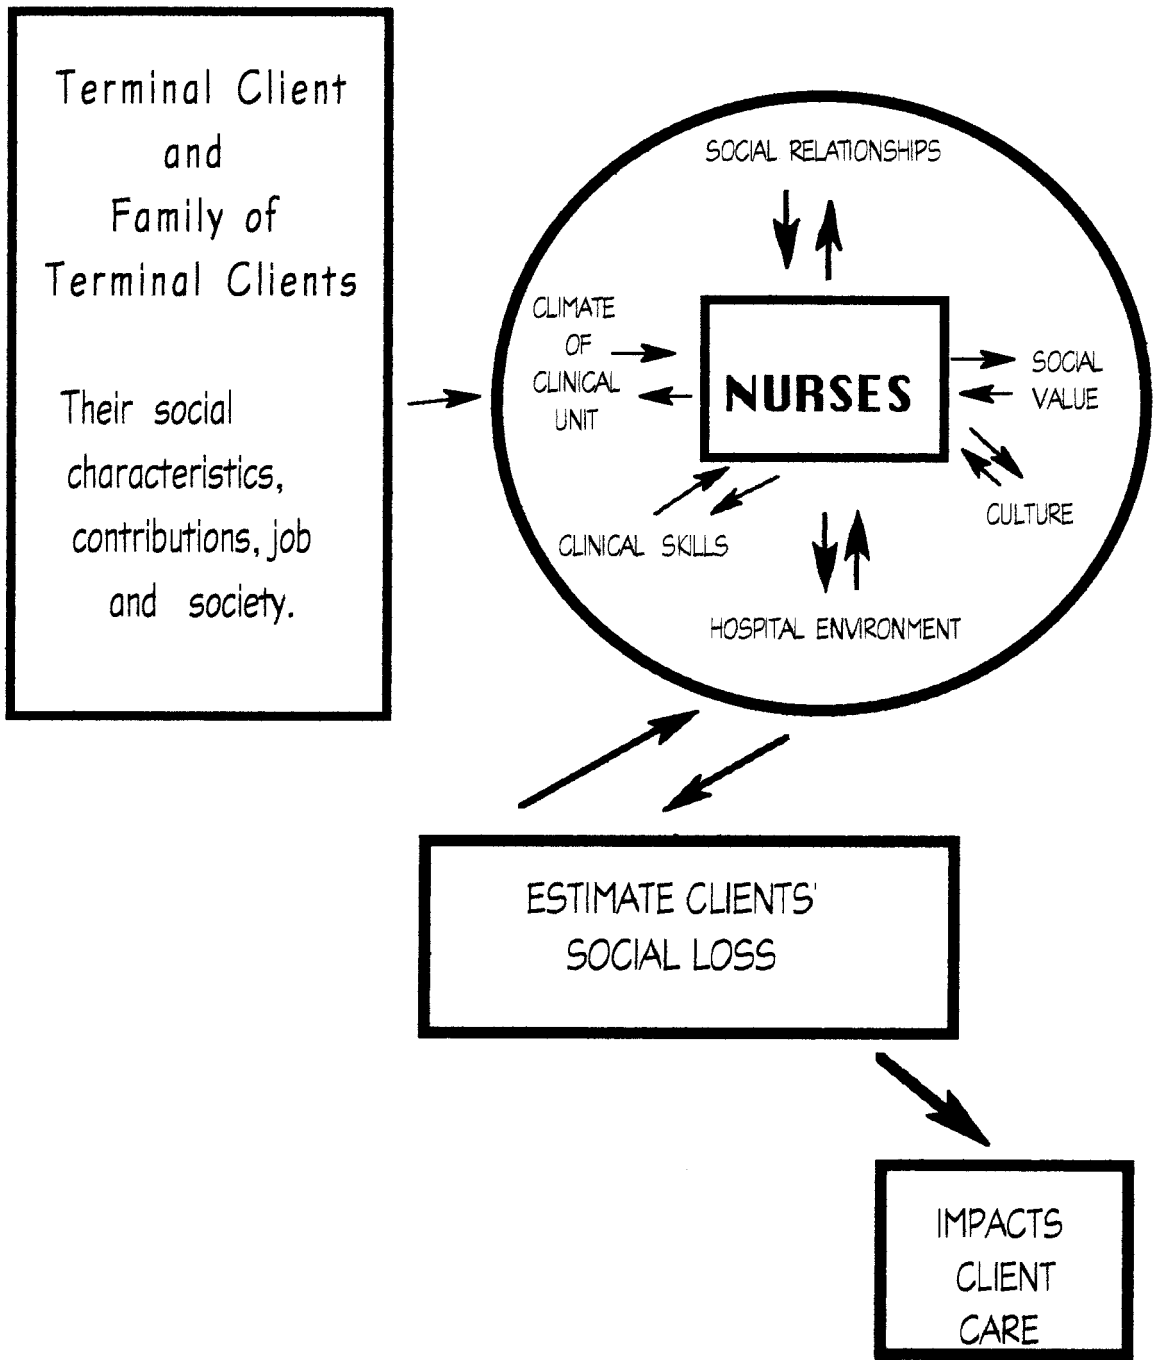 Terminal Client
and
Family of
Terminal Clients
Their social
characteristics,
contributions, job
and society.
SOCIAL RELATIONSHIPS
CLIMATE
OF
CLINICAL
UNIT
NURSES
SOCIAL
VALUE
CULTURE
CLINICAL SKILLS
HOSPITAL ENVIRONMENT
ESTIMATE CLIENTS'
SOCIAL LOSS
IMPACTS
CLIENT
CARE